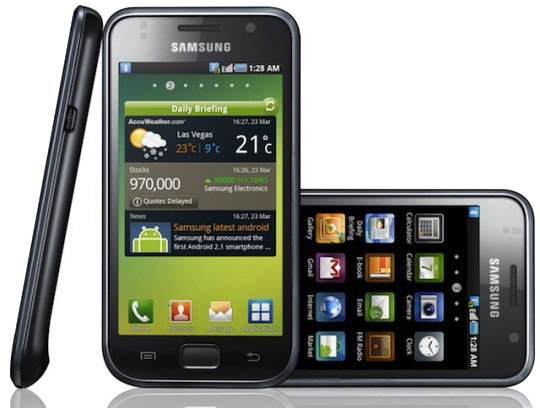 SAMSUNG
1:28 AM
2
Daily Briefing
AccuWeather.com 16:27, 23 Mar
Las Vegas
23°c | 9°c
21°c
Stocks 16:26, 23 Mar
970,000
▲ 80000 (+1.10%)
Samsung Electronics
Quotes Delayed
News 16:27, 23 Mar
Samsung latest android
Samsung has announced the
first Android 2.1 smartphone ...
Phone
Contacts
Message
Applications
SAMSUNG
1:28 AM
3
Calculator
Calendar
Camera
Clock
Daily
Briefing
E-book
Email
FM Radio
Gallery
Gmail
Internet
Market